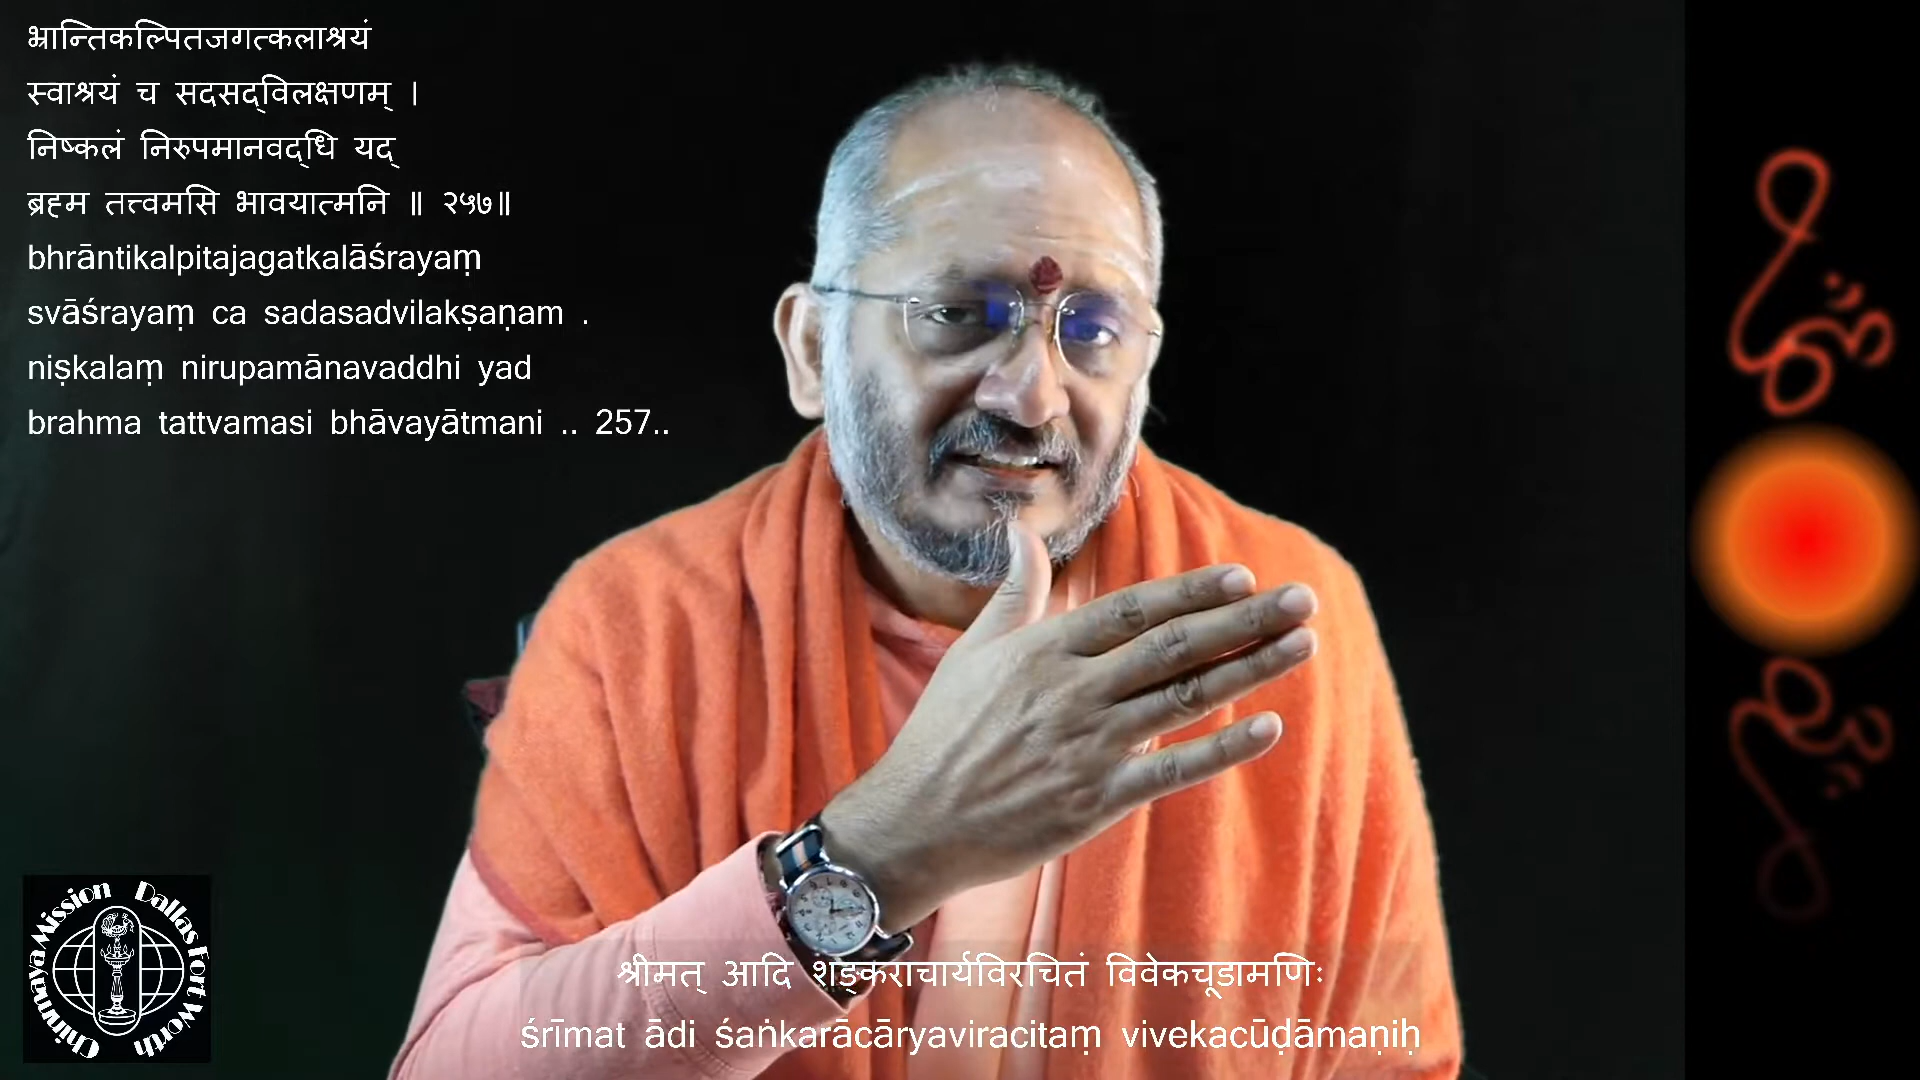 भ्रान्तिकल्पितजगत्कलाश्रयं
स्वाश्रयं च सदसद्विलक्षणम् ।
निष्कलं निरुपमानवद्धि यद्
ब्रह्म तत्त्वमसि भावयात्मनि ॥ २५७॥
bhrāntikalpitajagatkalāśrayaṃ
svāśrayaṃ ca sadasadvilakṣaṇam .
niṣkalaṃ nirupamānavaddhi yad
brahma tattvamasi bhāvayātmani .. 257..
ॐ
Chinmaya Mission Dallas Fort Worth
श्रीमत् आदि शङ्कराचार्यविरचितं विवेकचूडामणिः
śrīmat ādi śaṅkarācāryaviracitaṃ vivekacūḍāmaṇiḥ